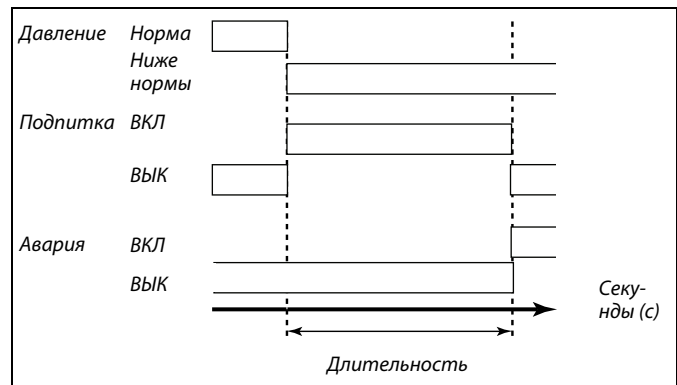 Давление Норма
Ниже
нормы
Подпитка ВКЛ
ВЫК
Авария ВКЛ
ВЫК
Секу-
нды (с)
Длительность